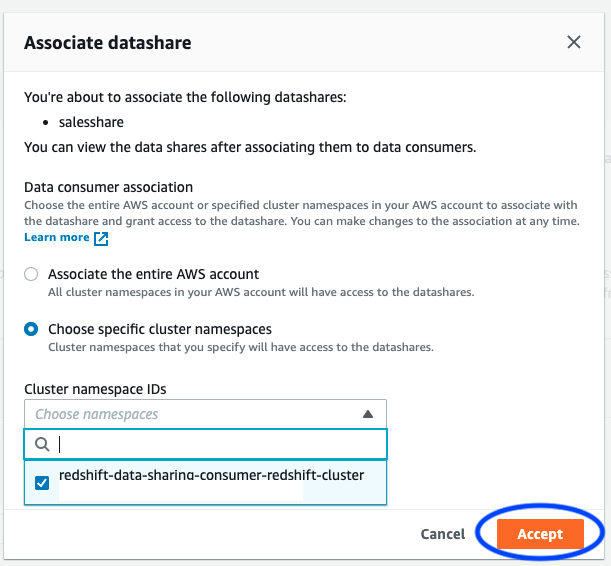 Associate datashare
You're about to associate the following datashares:
• salesshare
You can view the data shares after associating them to data consumers.
Data consumer association
Choose the entire AWS account or specified cluster namespaces in your AWS account to associate with
the datashare and grant access to the datashare. You can make changes to the association at any time.
Learn more
Associate the entire AWS account
All cluster namespaces in your AWS account will have access to the datashares.
Choose specific cluster namespaces
Cluster namespaces that you specify will have access to the datashares.
Cluster namespace IDs
Choose namespaces
redshift-data-sharing-consumer-redshift-cluster
Cancel
Accept